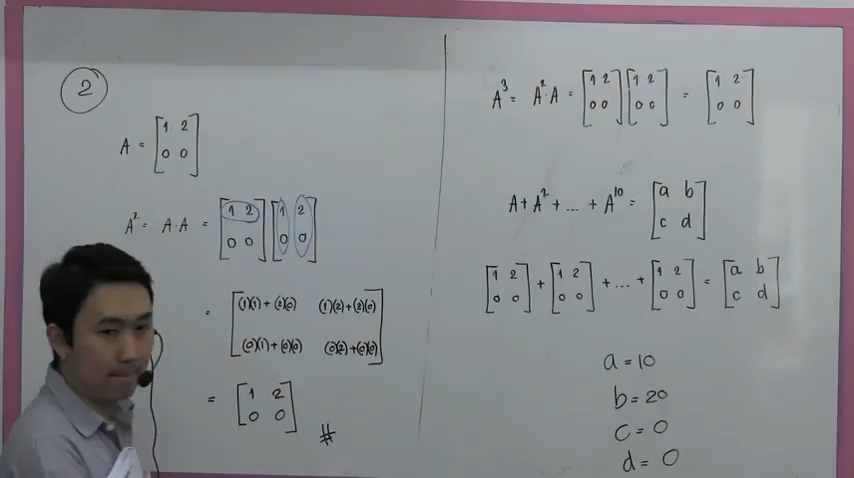 2
A = [1 2; 0 0]
A² = A·A = [1 2; 0 0][1 2; 0 0]
= [(1)(1)+(2)(0) (1)(2)+(2)(0); (0)(1)+(0)(0) (0)(2)+(0)(0)]
= [1 2; 0 0] #
A³ = A²·A = [1 2; 0 0][1 2; 0 0] = [1 2; 0 0]
A+A²+...+A¹⁰ = [a b; c d]
[1 2; 0 0]+[1 2; 0 0]+...+[1 2; 0 0] = [a b; c d]
a = 10
b = 20
c = 0
d = 0